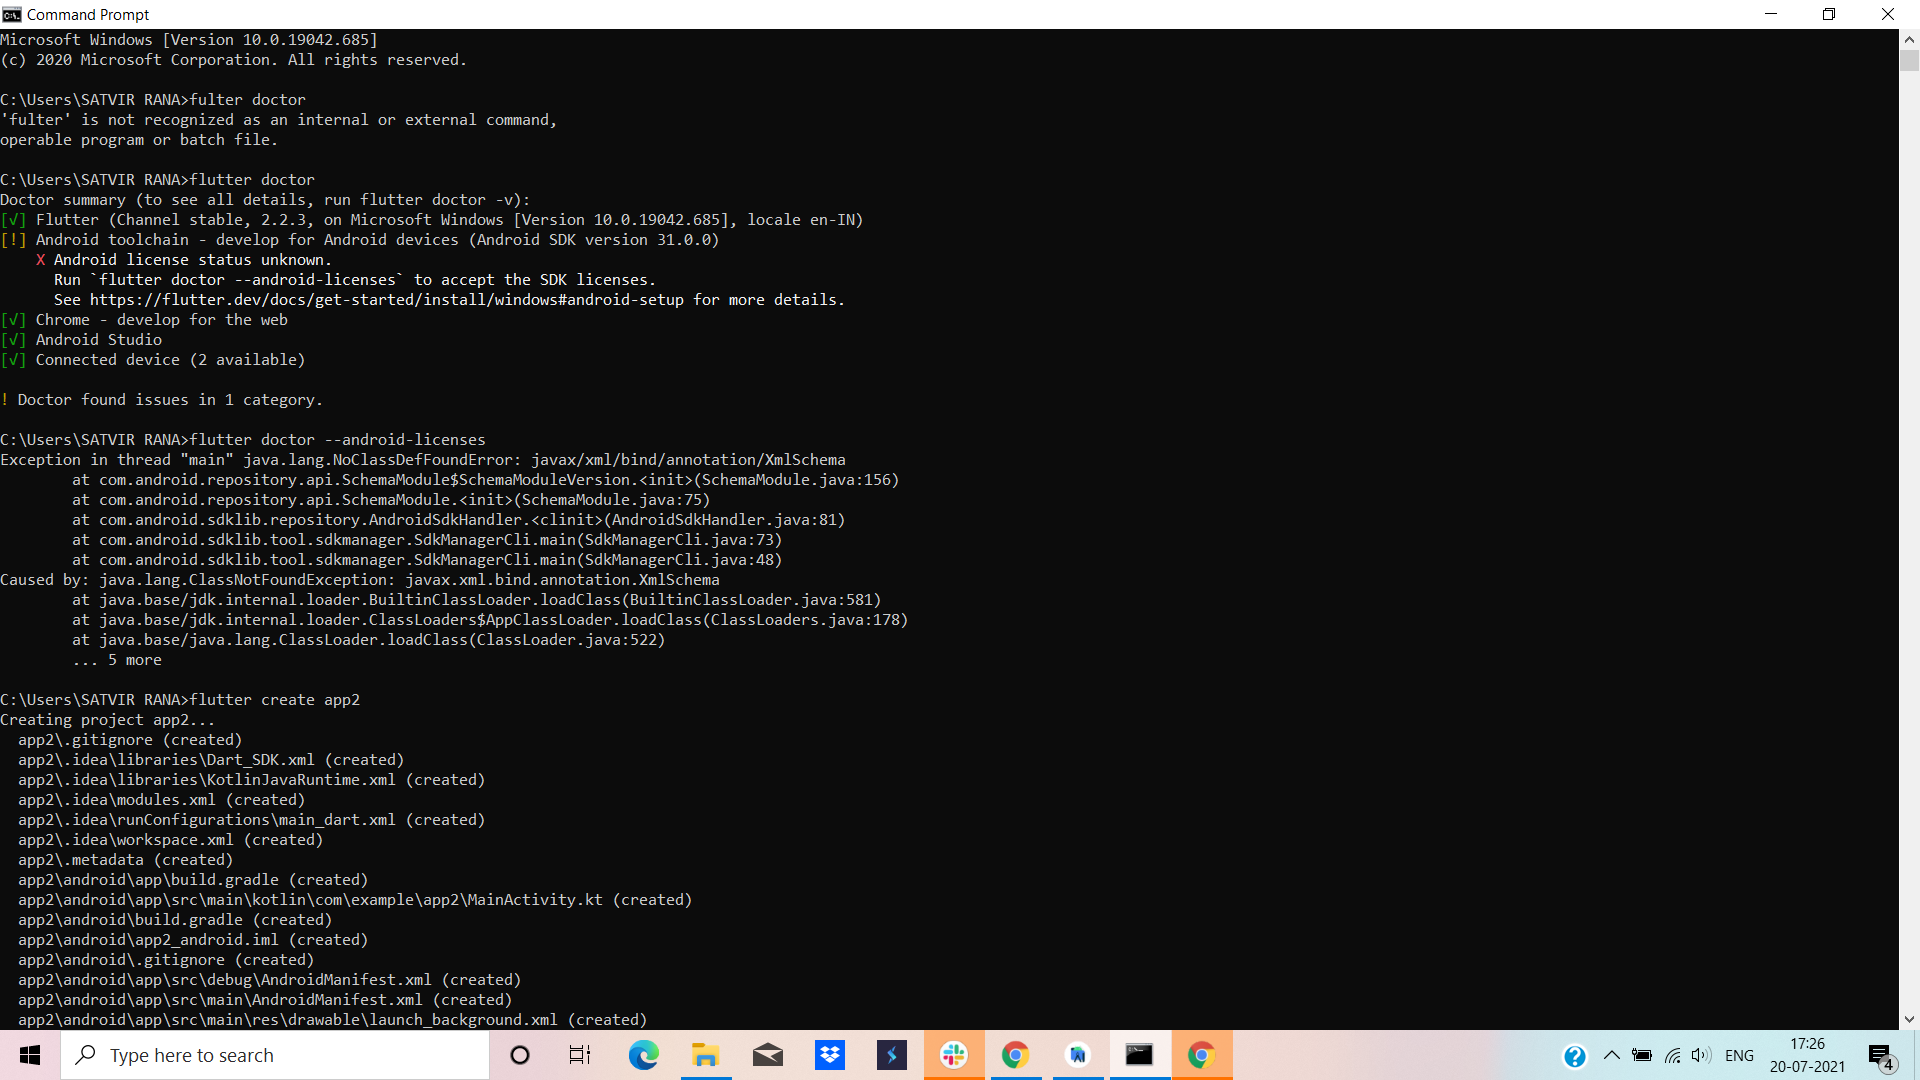 Command Prompt
Microsoft Windows [Version 10.0.19042.685]
(c) 2020 Microsoft Corporation. All rights reserved.
C:\Users\SATVIR RANA>fulter doctor
'fulter' is not recognized as an internal or external command,
operable program or batch file.
C:\Users\SATVIR RANA>flutter doctor
Doctor summary (to see all details, run flutter doctor -v):
[√] Flutter (Channel stable, 2.2.3, on Microsoft Windows [Version 10.0.19042.685], locale en-IN)
[!] Android toolchain - develop for Android devices (Android SDK version 31.0.0)
    X Android license status unknown.
      Run `flutter doctor --android-licenses` to accept the SDK licenses.
      See https://flutter.dev/docs/get-started/install/windows#android-setup for more details.
[√] Chrome - develop for the web
[√] Android Studio
[√] Connected device (2 available)
! Doctor found issues in 1 category.
C:\Users\SATVIR RANA>flutter doctor --android-licenses
Exception in thread "main" java.lang.NoClassDefFoundError: javax/xml/bind/annotation/XmlSchema
        at com.android.repository.api.SchemaModule$SchemaModuleVersion.<init>(SchemaModule.java:156)
        at com.android.repository.api.SchemaModule.<init>(SchemaModule.java:75)
        at com.android.sdklib.repository.AndroidSdkHandler.<clinit>(AndroidSdkHandler.java:81)
        at com.android.sdklib.tool.sdkmanager.SdkManagerCli.main(SdkManagerCli.java:73)
        at com.android.sdklib.tool.sdkmanager.SdkManagerCli.main(SdkManagerCli.java:48)
Caused by: java.lang.ClassNotFoundException: javax.xml.bind.annotation.XmlSchema
        at java.base/jdk.internal.loader.BuiltinClassLoader.loadClass(BuiltinClassLoader.java:581)
        at java.base/jdk.internal.loader.ClassLoaders$AppClassLoader.loadClass(ClassLoaders.java:178)
        at java.base/java.lang.ClassLoader.loadClass(ClassLoader.java:522)
        ... 5 more
C:\Users\SATVIR RANA>flutter create app2
Creating project app2...
  app2\.gitignore (created)
  app2\.idea\libraries\Dart_SDK.xml (created)
  app2\.idea\libraries\KotlinJavaRuntime.xml (created)
  app2\.idea\modules.xml (created)
  app2\.idea\runConfigurations\main_dart.xml (created)
  app2\.idea\workspace.xml (created)
  app2\.metadata (created)
  app2\android\app\build.gradle (created)
  app2\android\app\src\main\kotlin\com\example\app2\MainActivity.kt (created)
  app2\android\build.gradle (created)
  app2\android\app2_android.iml (created)
  app2\android\.gitignore (created)
  app2\android\app\src\debug\AndroidManifest.xml (created)
  app2\android\app\src\main\AndroidManifest.xml (created)
  app2\android\app\src\main\res\drawable\launch_background.xml (created)
Type here to search
ENG
17:26
20-07-2021
4